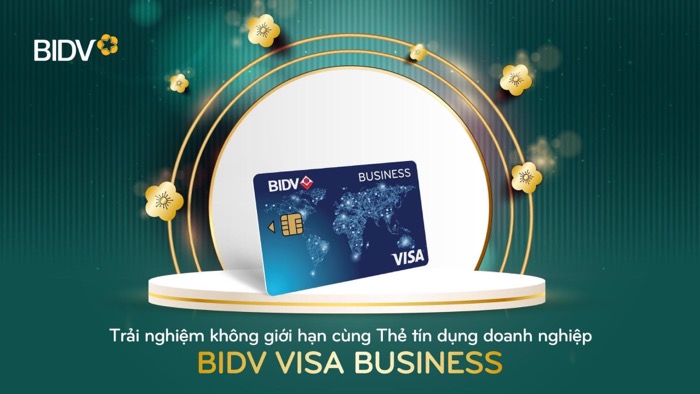 BIDV
BIDV
BUSINESS
VISA
Trải nghiệm không giới hạn cùng Thẻ tín dụng doanh nghiệp
BIDV VISA BUSINESS